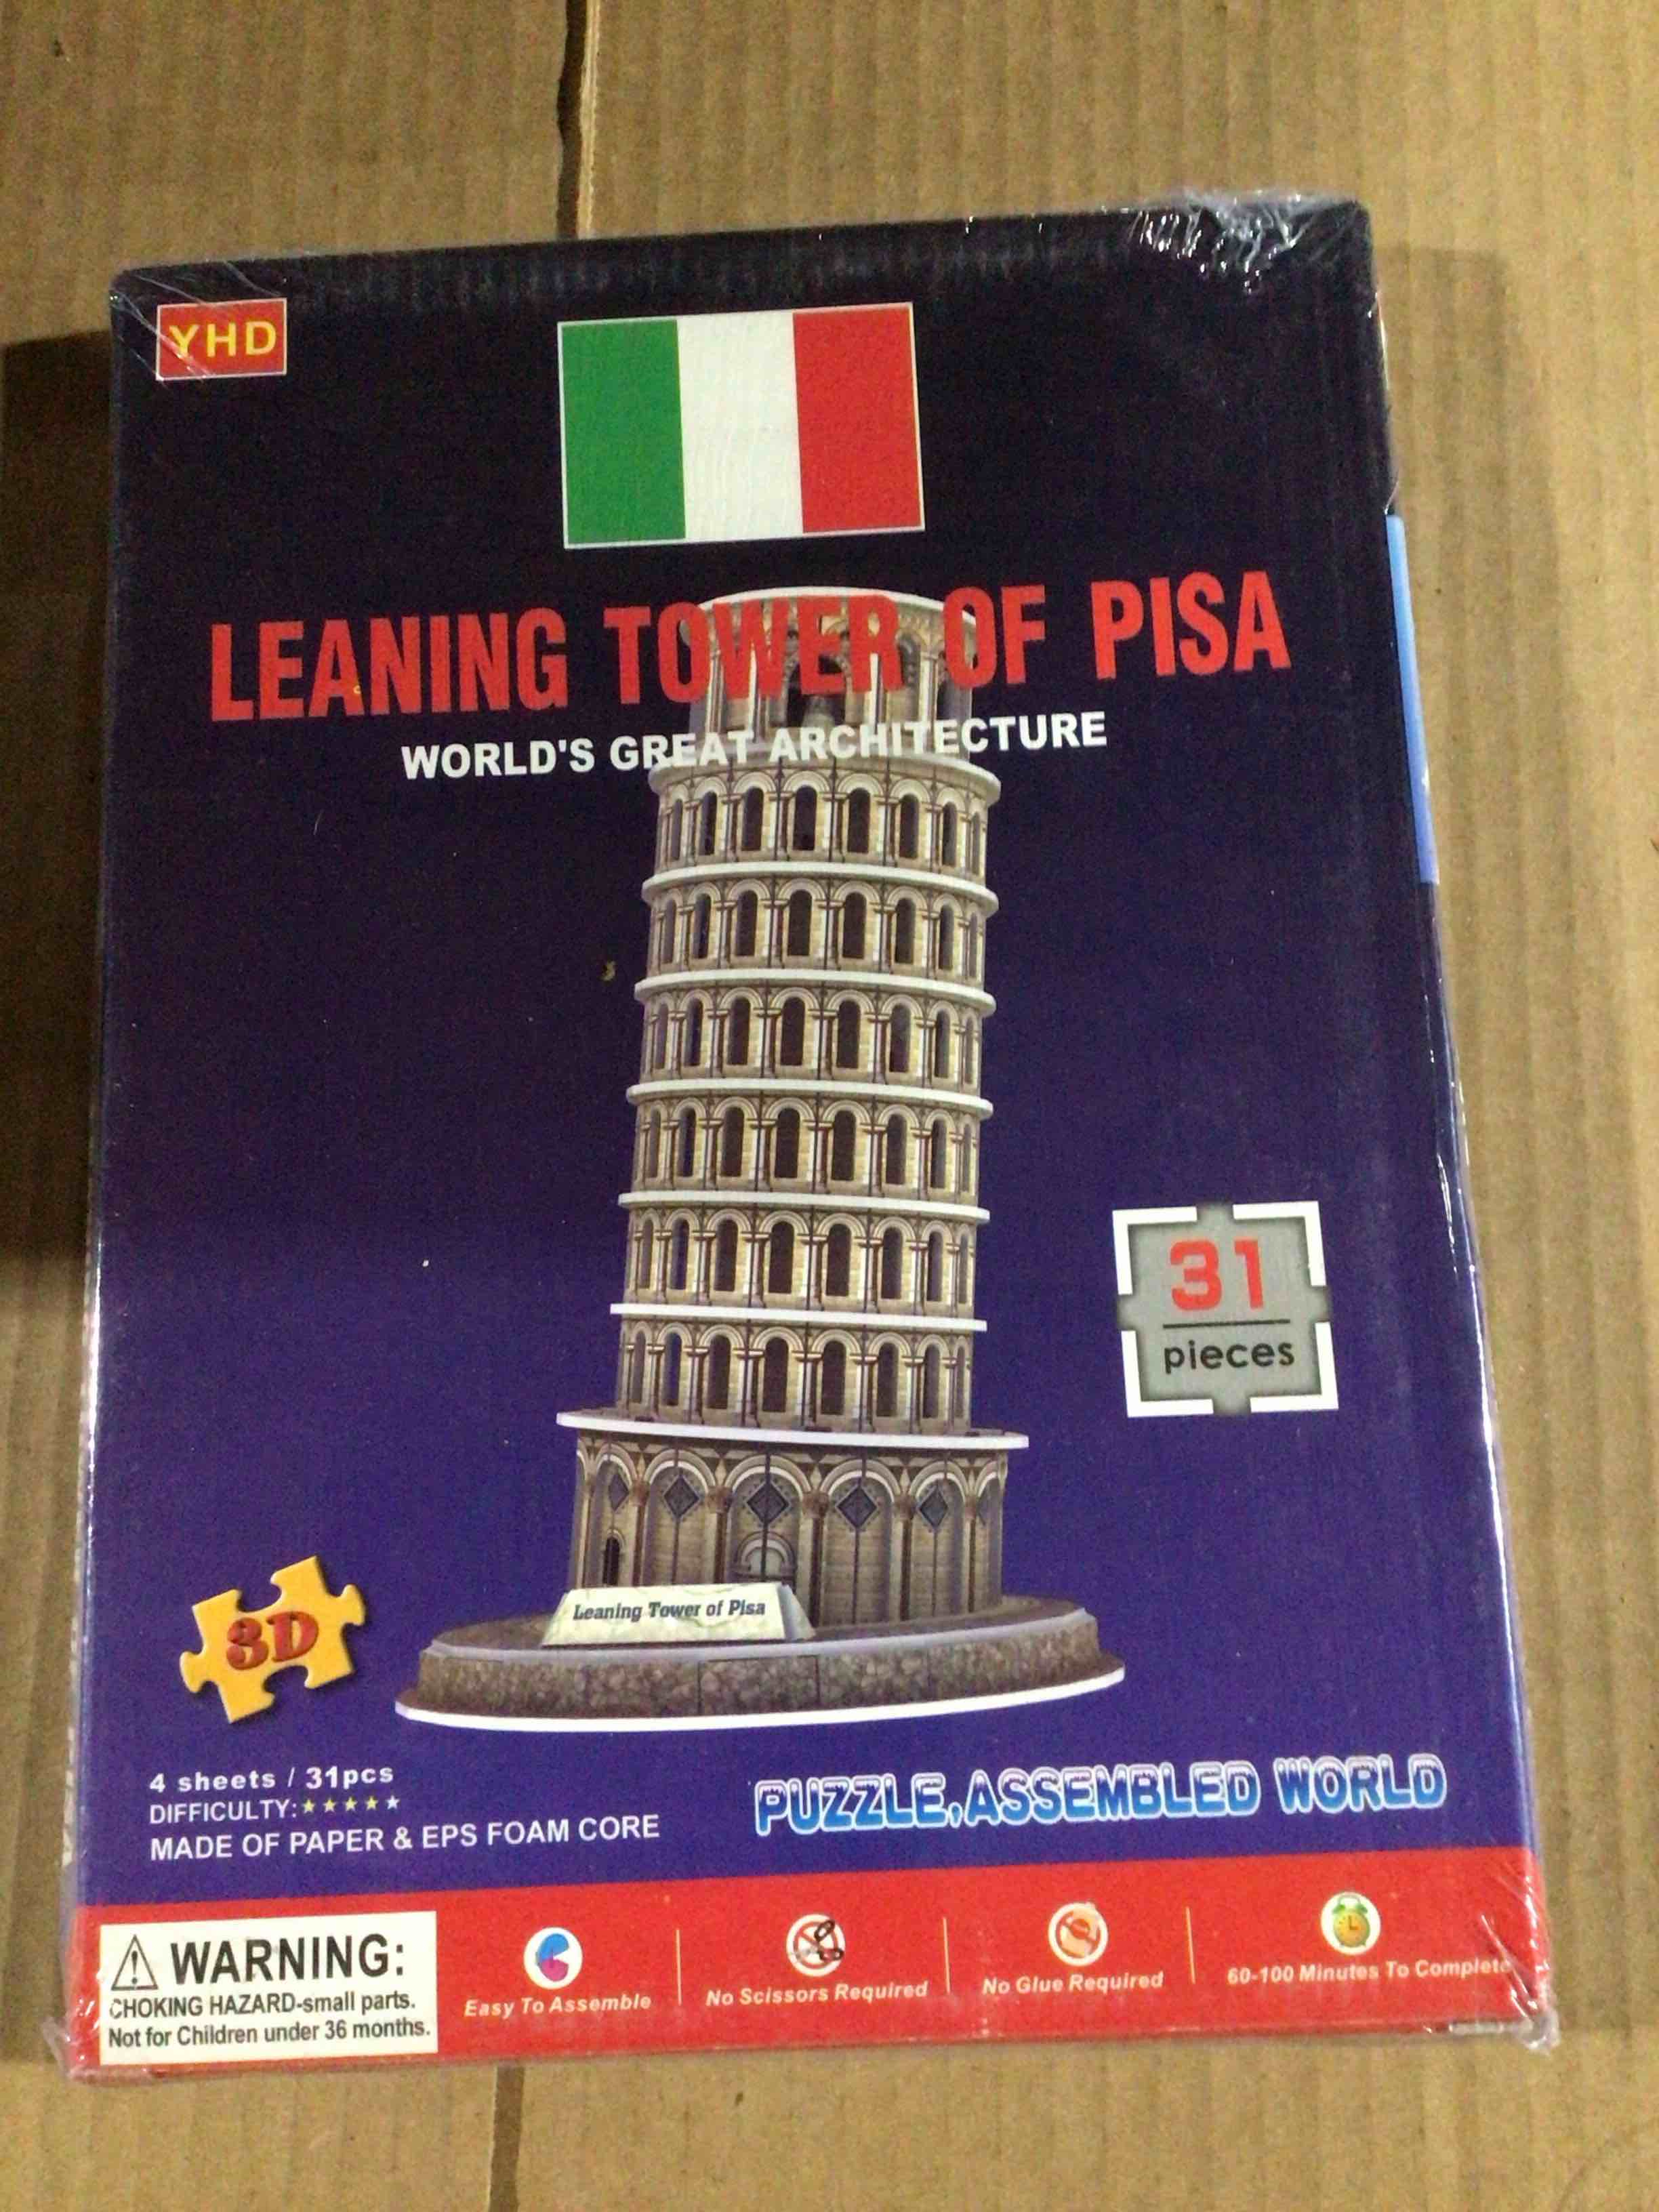 YHD
LEANING TOWER OF PISA
WORLD'S GREAT ARCHITECTURE
31
pieces
Leaning Tower of Pisa
3D
4 sheets / 31pcs
DIFFICULTY:★★★★★
MADE OF PAPER & EPS FOAM CORE
PUZZLE,ASSEMBLED WORLD
WARNING:
CHOKING HAZARD-small parts.
Not for Children under 36 months.
Easy To Assemble
No Scissors Required
No Glue Required
60-100 Minutes To Complete